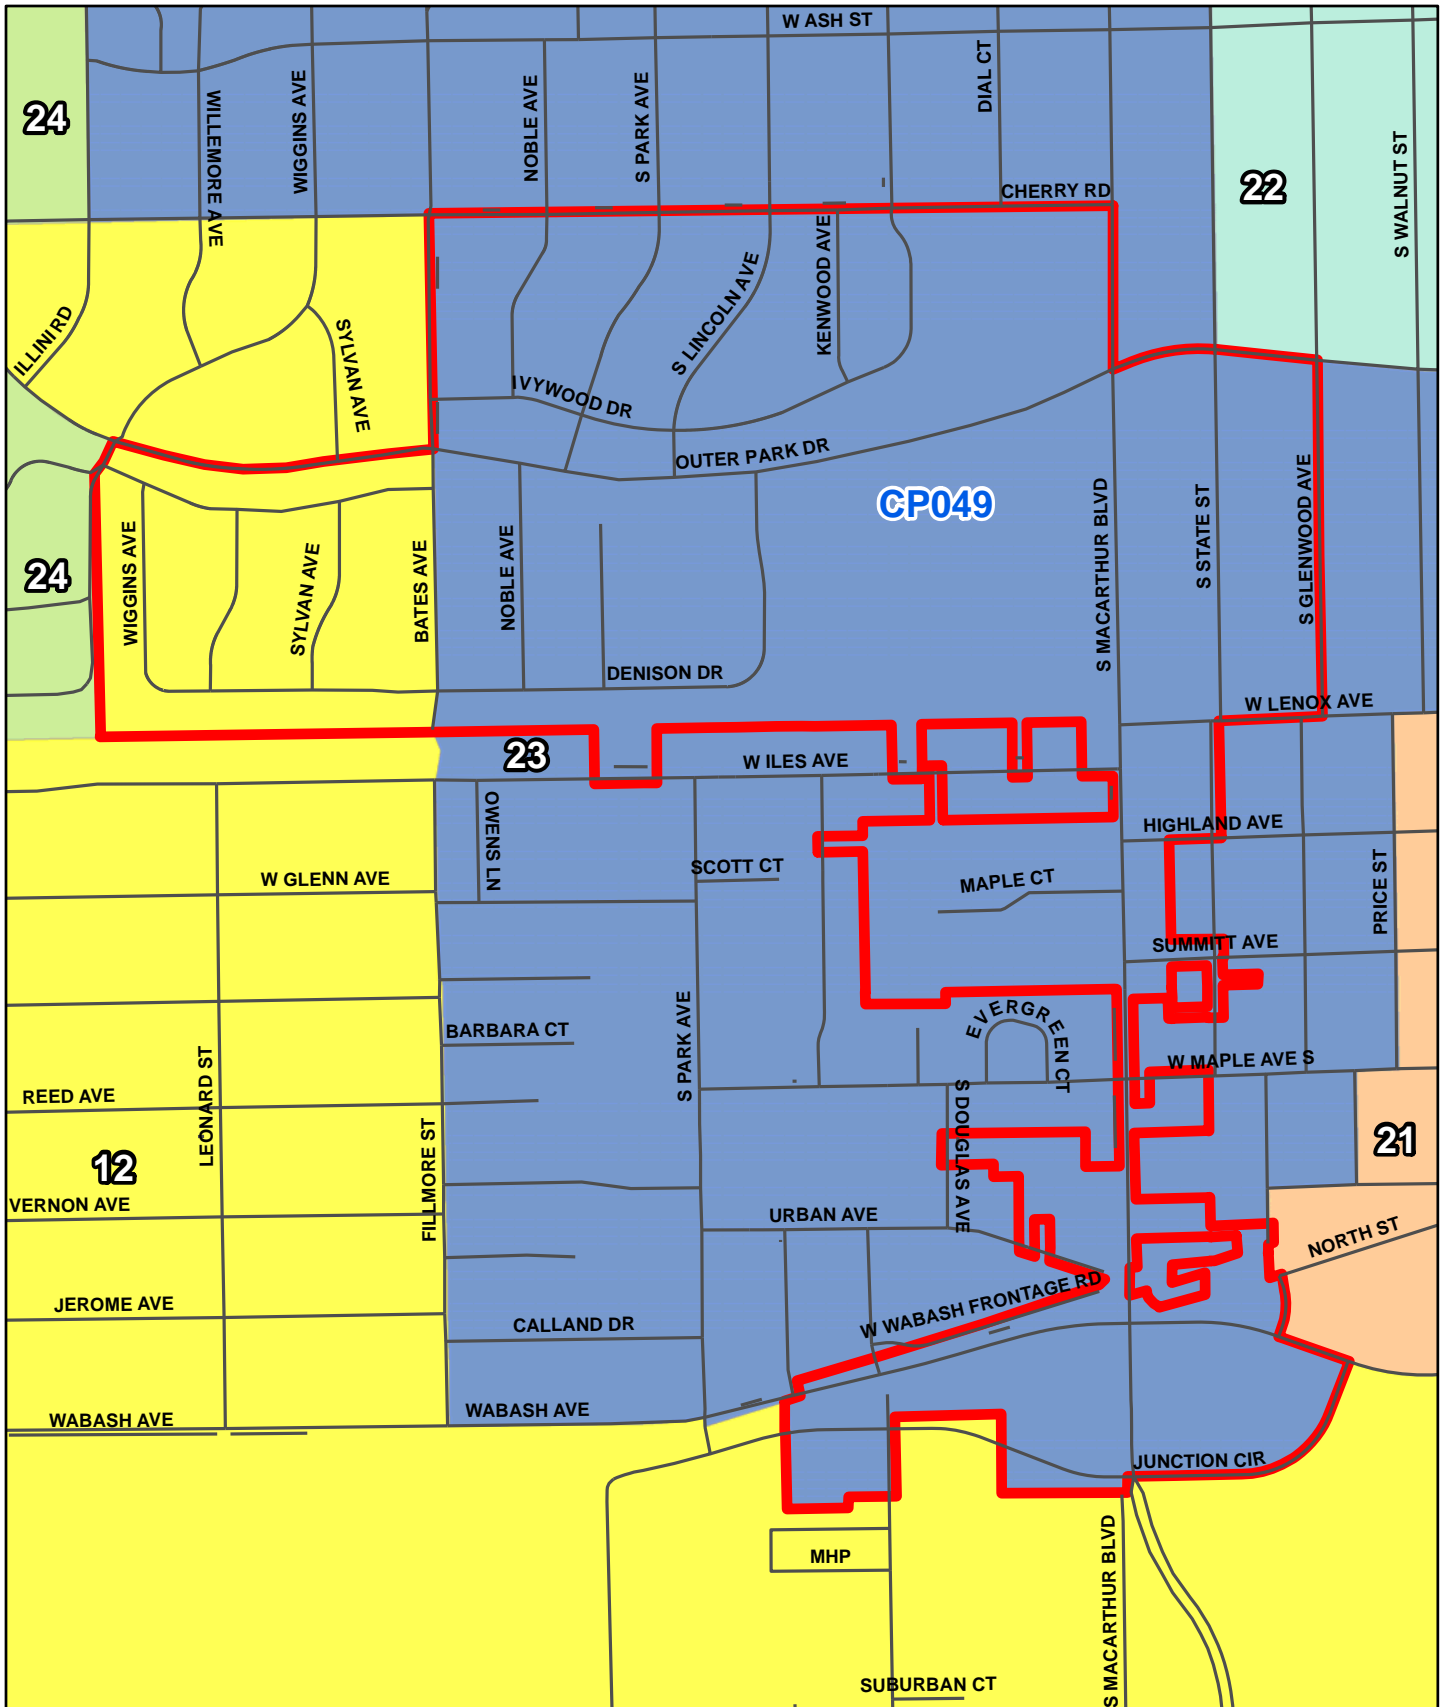 W ASH ST
24
WILLEMORE AVE
WIGGINS AVE
NOBLE AVE
S PARK AVE
DIAL CT
22
S WALNUT ST
CHERRY RD
ILLINI RD
SYLVAN AVE
S LINCOLN AVE
KENWOOD AVE
IVYWOOD DR
OUTER PARK DR
CP049
24
WIGGINS AVE
SYLVAN AVE
BATES AVE
NOBLE AVE
S MACARTHUR BLVD
S STATE ST
S GLENWOOD AVE
DENISON DR
W LENOX AVE
23
W ILES AVE
OWENS LN
HIGHLAND AVE
W GLENN AVE
SCOTT CT
MAPLE CT
PRICE ST
SUMMITT AVE
BARBARA CT
S PARK AVE
EVERGREEN CT
W MAPLE AVE S
REED AVE
LEONARD ST
S DOUGLAS AVE
12
FILLMORE ST
21
VERNON AVE
URBAN AVE
NORTH ST
JEROME AVE
CALLAND DR
W WABASH FRONTAGE RD
WABASH AVE
WABASH AVE
JUNCTION CIR
MHP
S MACARTHUR BLVD
SUBURBAN CT